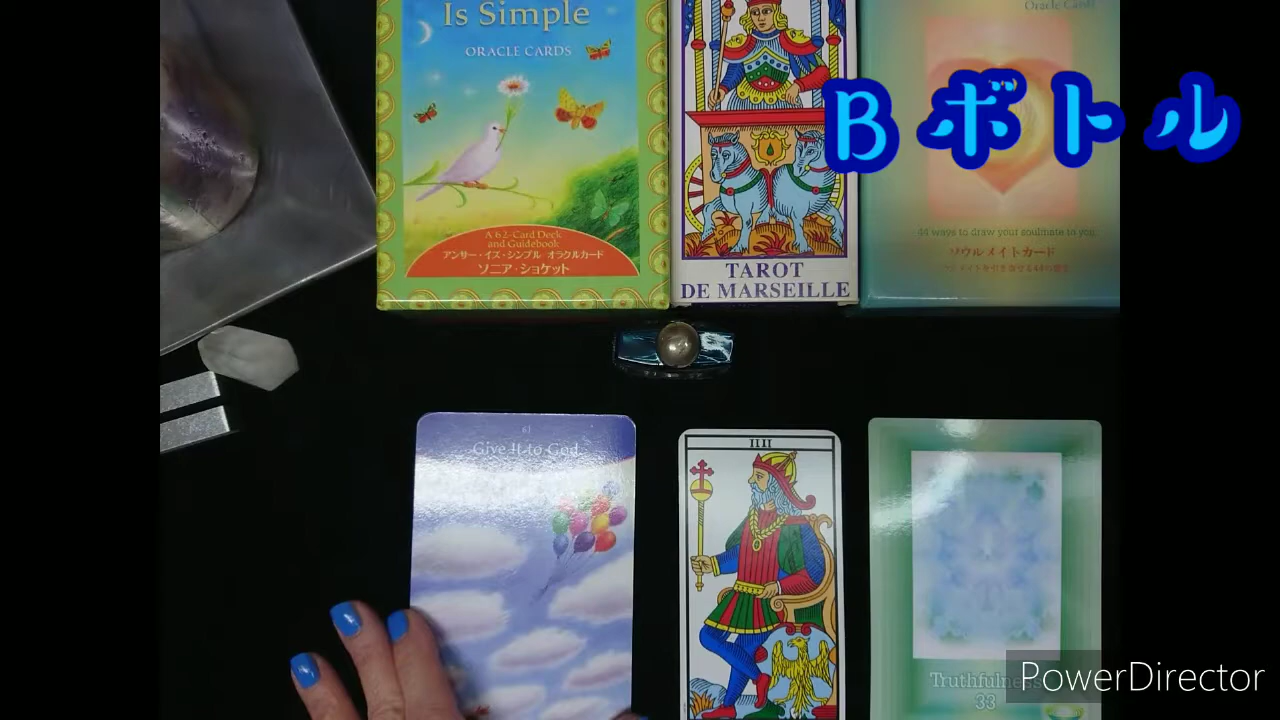 Is Simple
ORACLE CARDS
A 62-Card Deck
and Guidebook
アンサー・イズ・シンプル オラクルカード
ソニア・ショケット
TAROT
DE MARSEILLE
Oracle Cards
44 ways to draw your soulmate to you.
ソウルメイトカード
Bボトル
61
Give It to God
IIII
Truthfulness
33
PowerDirector